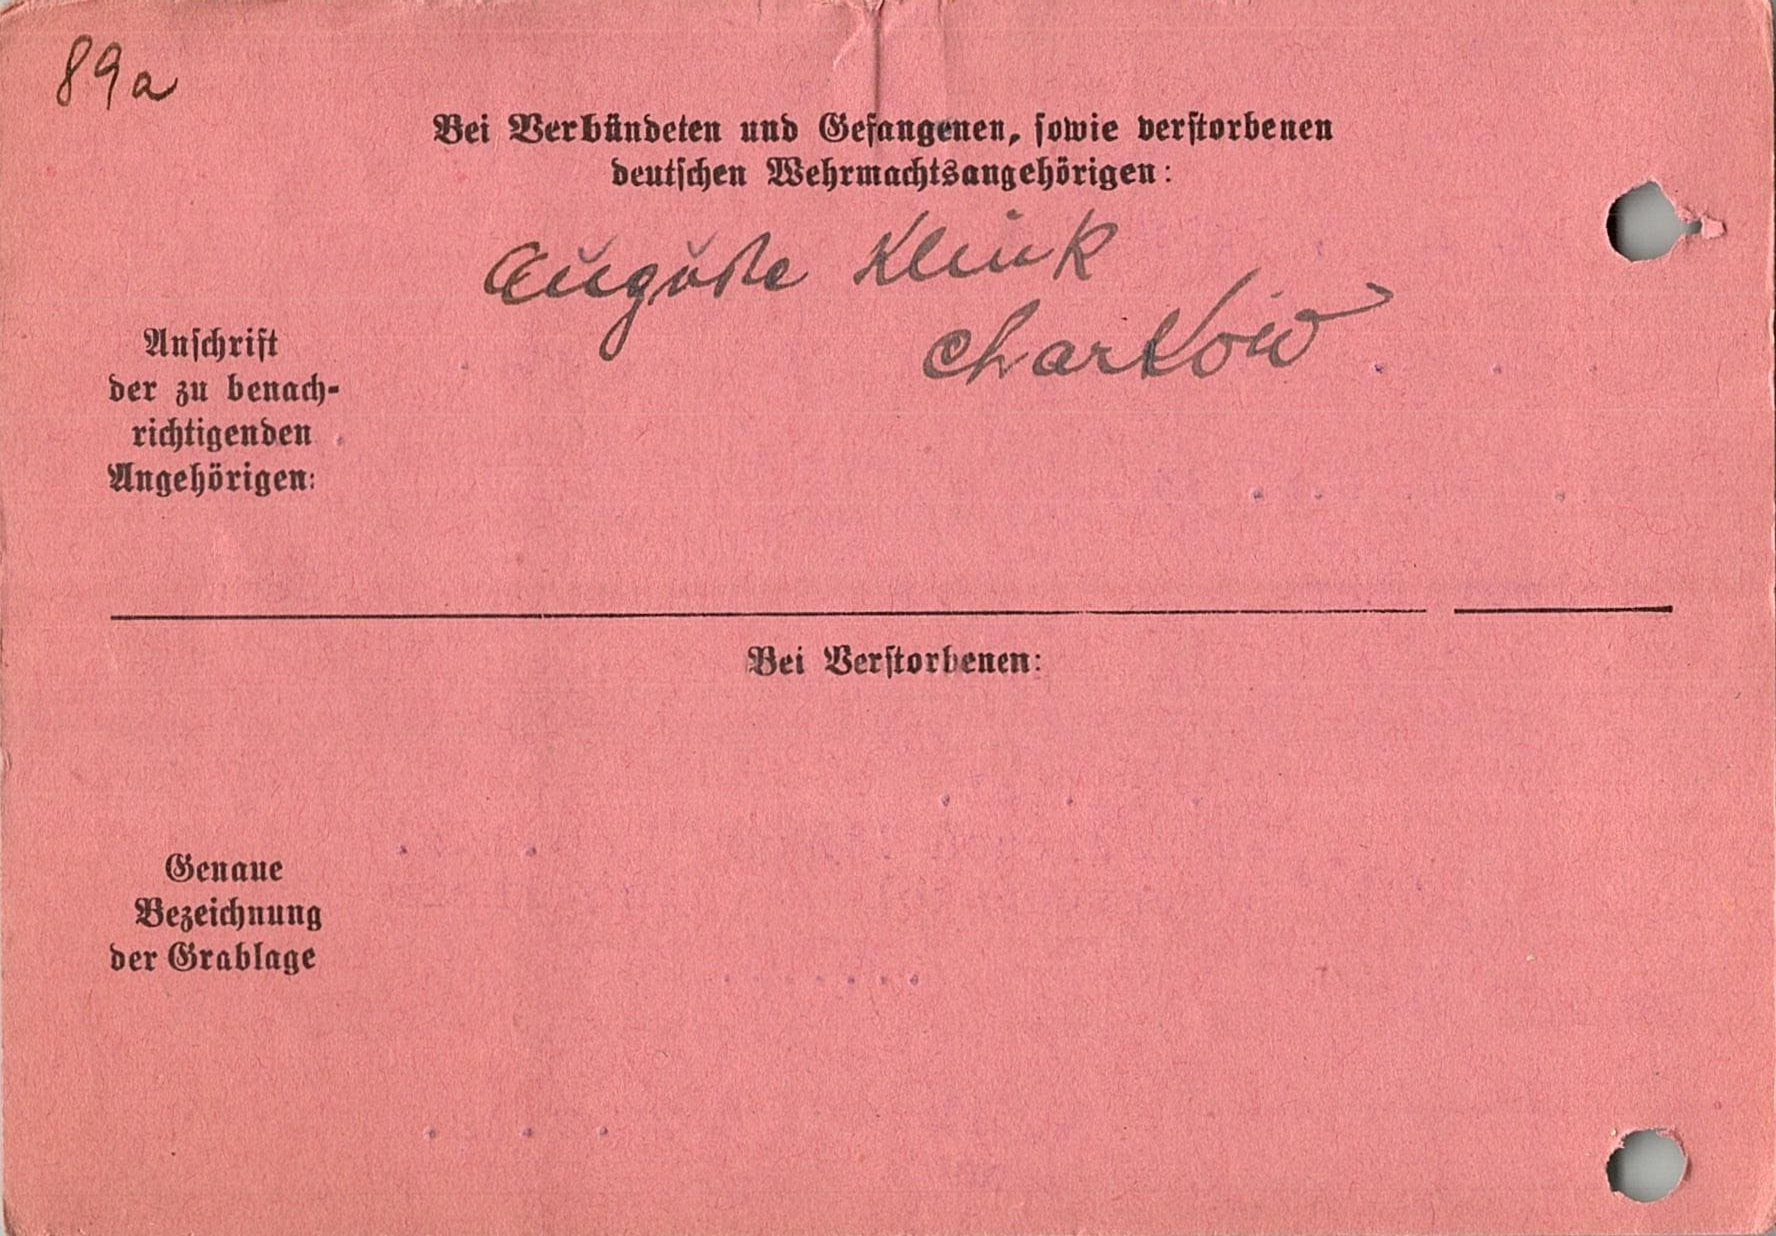 89a
Bei Verbündeten und Gefangenen, sowie verstorbenen
deutschen Wehrmachtsangehörigen:
Auguste Klink
Charkow
Anschrift
der zu benach-
richtigenden
Angehörigen:
Bei Verstorbenen:
Genaue
Bezeichnung
der Grablage